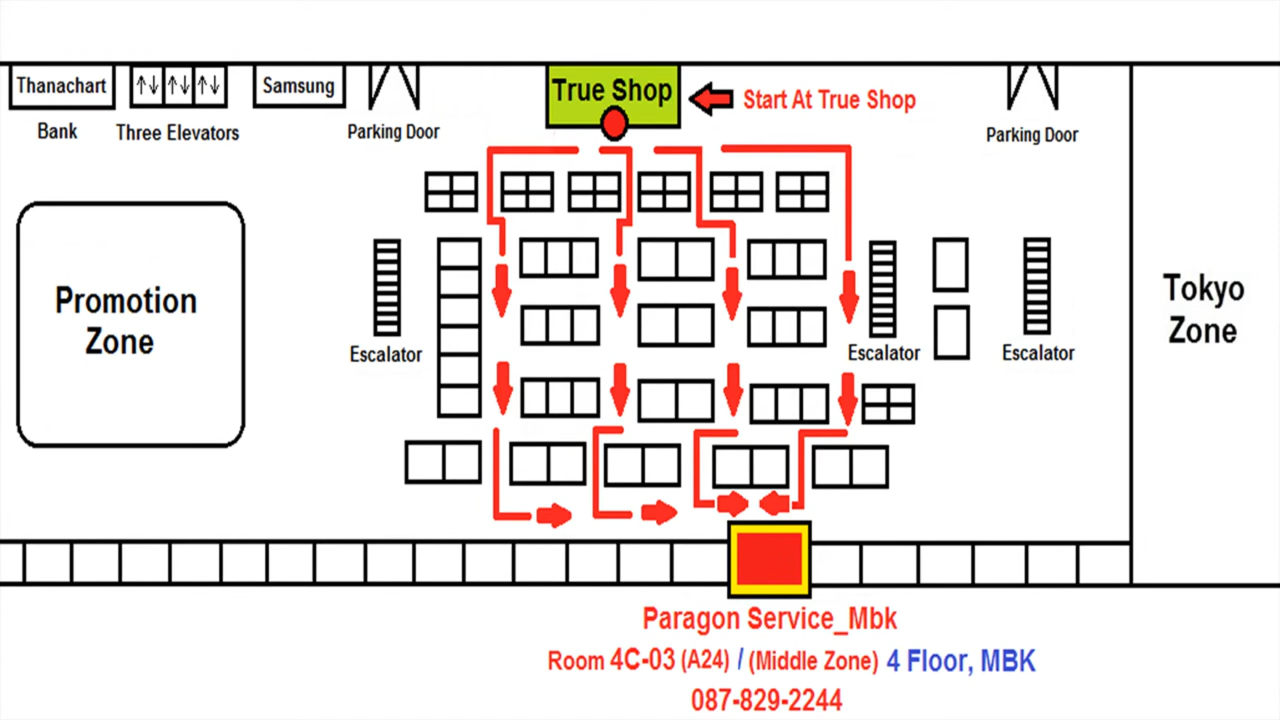 Thanachart
Bank
Three Elevators
Samsung
Parking Door
True Shop
Start At True Shop
Parking Door
Promotion
Zone
Escalator
Escalator
Escalator
Tokyo
Zone
Paragon Service_Mbk
Room 4C-03 (A24) / (Middle Zone) 4 Floor, MBK
087-829-2244